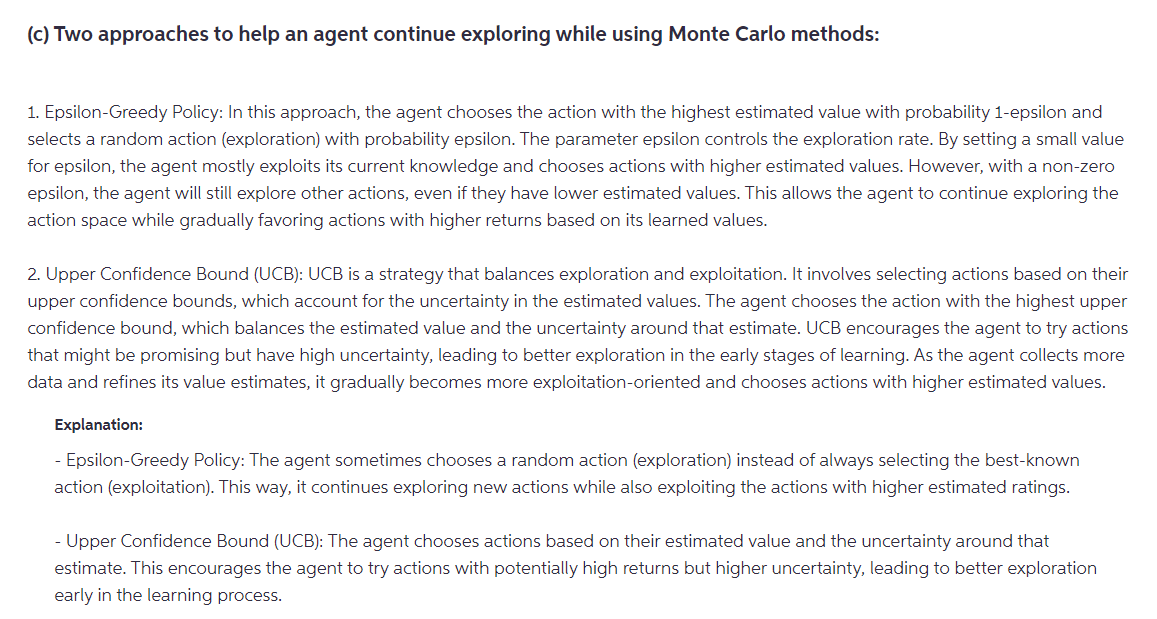 (c) Two approaches to help an agent continue exploring while using Monte Carlo methods:
1. Epsilon-Greedy Policy: In this approach, the agent chooses the action with the highest estimated value with probability 1-epsilon and
selects a random action (exploration) with probability epsilon. The parameter epsilon controls the exploration rate. By setting a small value
for epsilon, the agent mostly exploits its current knowledge and chooses actions with higher estimated values. However, with a non-zero
epsilon, the agent will still explore other actions, even if they have lower estimated values. This allows the agent to continue exploring the
action space while gradually favoring actions with higher returns based on its learned values.
2. Upper Confidence Bound (UCB): UCB is a strategy that balances exploration and exploitation. It involves selecting actions based on their
upper confidence bounds, which account for the uncertainty in the estimated values. The agent chooses the action with the highest upper
confidence bound, which balances the estimated value and the uncertainty around that estimate. UCB encourages the agent to try actions
that might be promising but have high uncertainty, leading to better exploration in the early stages of learning. As the agent collects more
data and refines its value estimates, it gradually becomes more exploitation-oriented and chooses actions with higher estimated values.
Explanation:
- Epsilon-Greedy Policy: The agent sometimes chooses a random action (exploration) instead of always selecting the best-known
action (exploitation). This way, it continues exploring new actions while also exploiting the actions with higher estimated ratings.
- Upper Confidence Bound (UCB): The agent chooses actions based on their estimated value and the uncertainty around that
estimate. This encourages the agent to try actions with potentially high returns but higher uncertainty, leading to better exploration
early in the learning process.